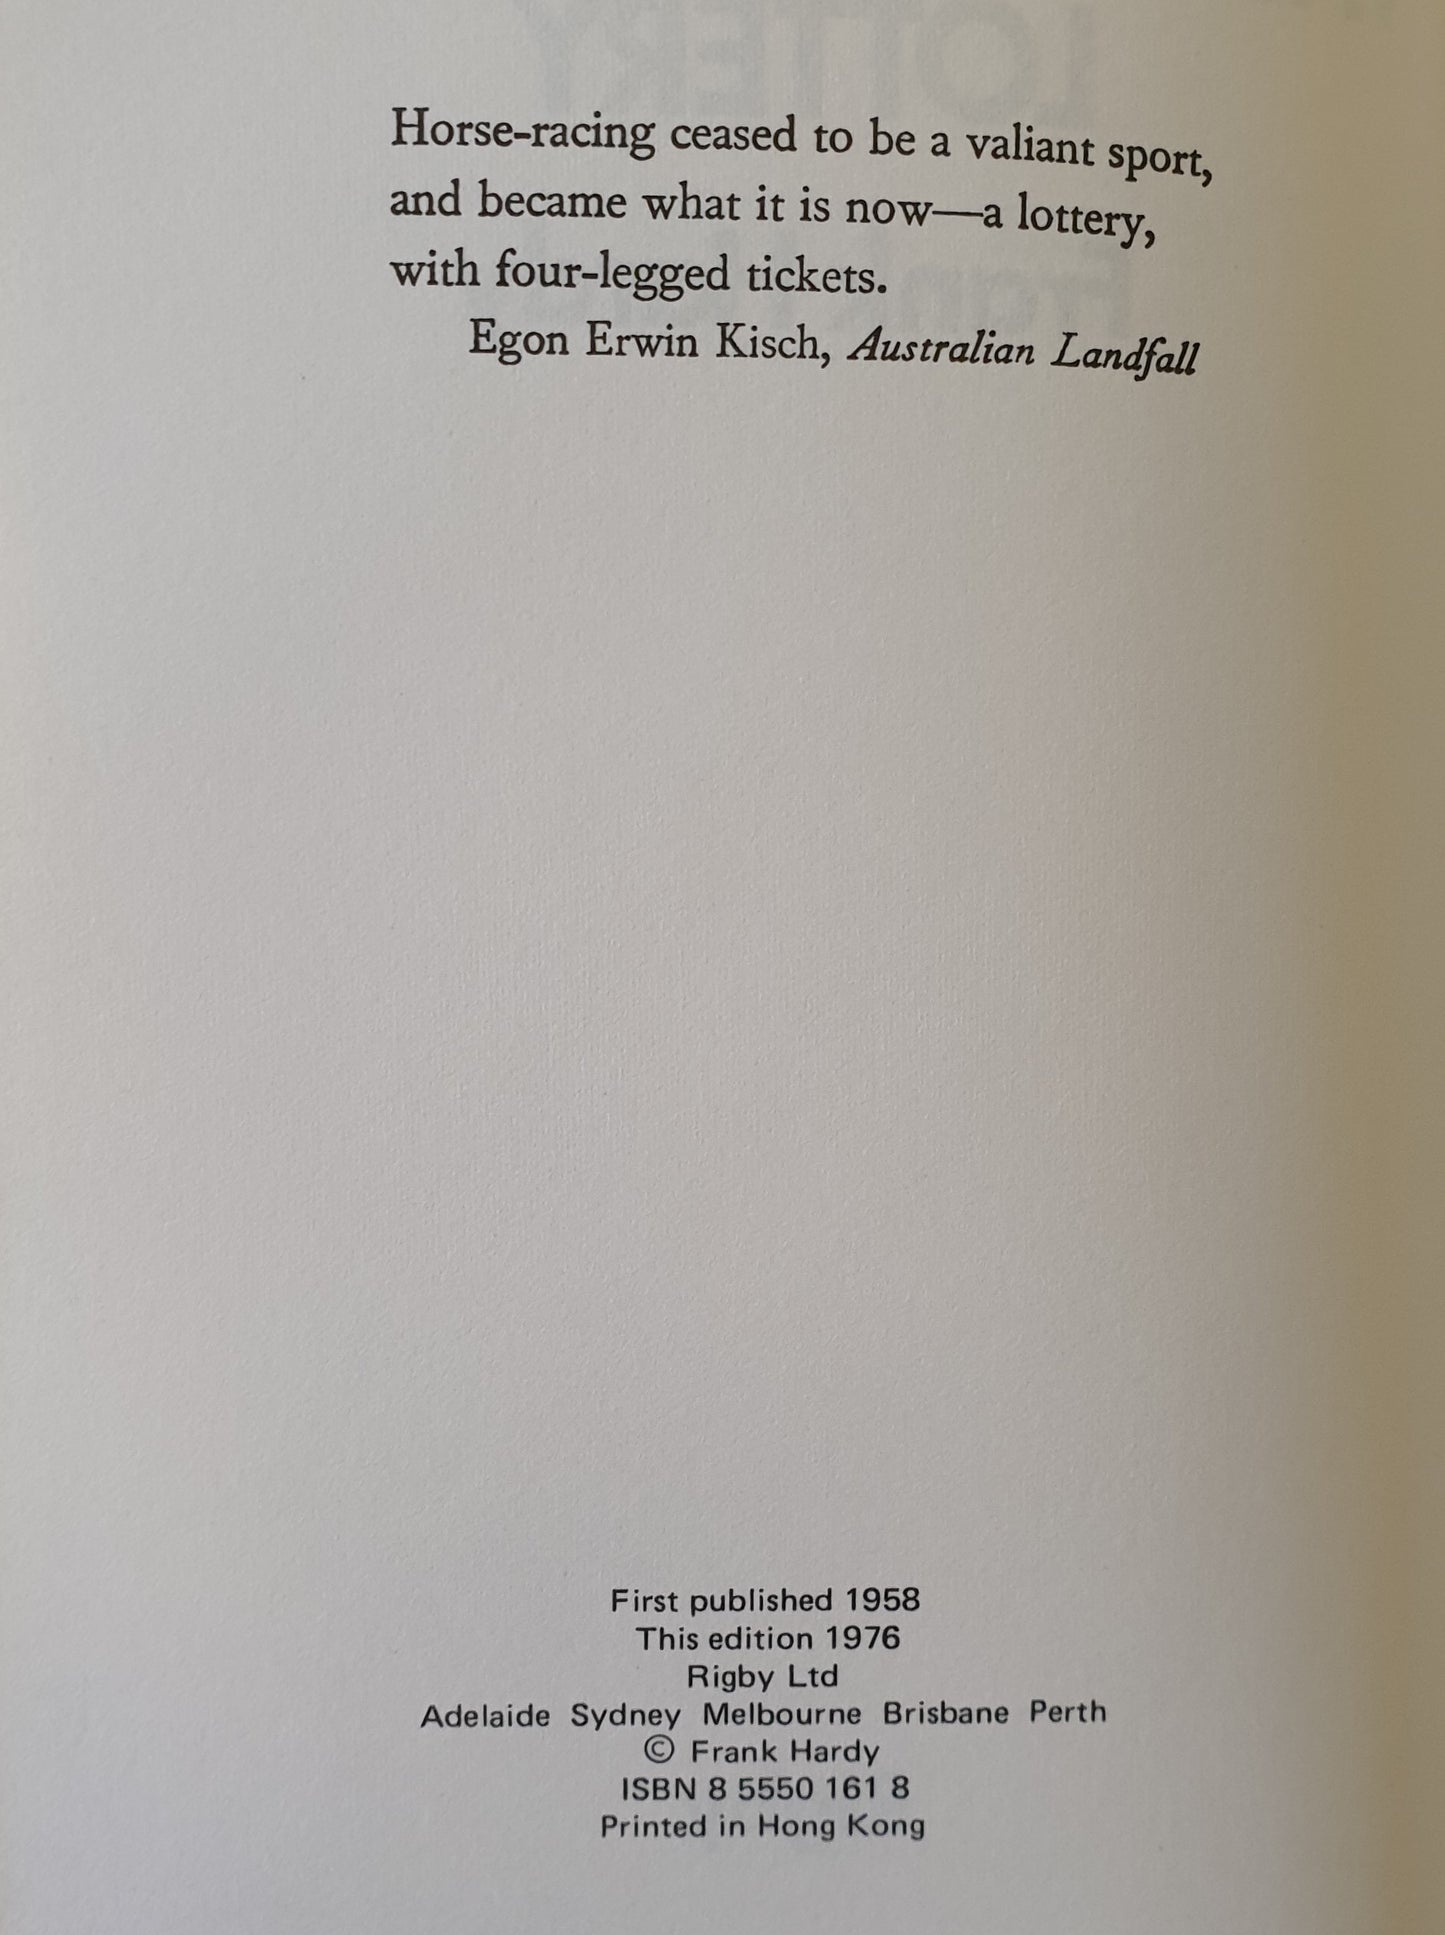 LOTTERY
Horse-racing ceased to be a valiant sport,
and became what it is now—a lottery,
with four-legged tickets.
Egon Erwin Kisch, Australian Landfall
First published 1958
This edition 1976
Rigby Ltd
Adelaide Sydney Melbourne Brisbane Perth
© Frank Hardy
ISBN 8 5550 161 8
Printed in Hong Kong